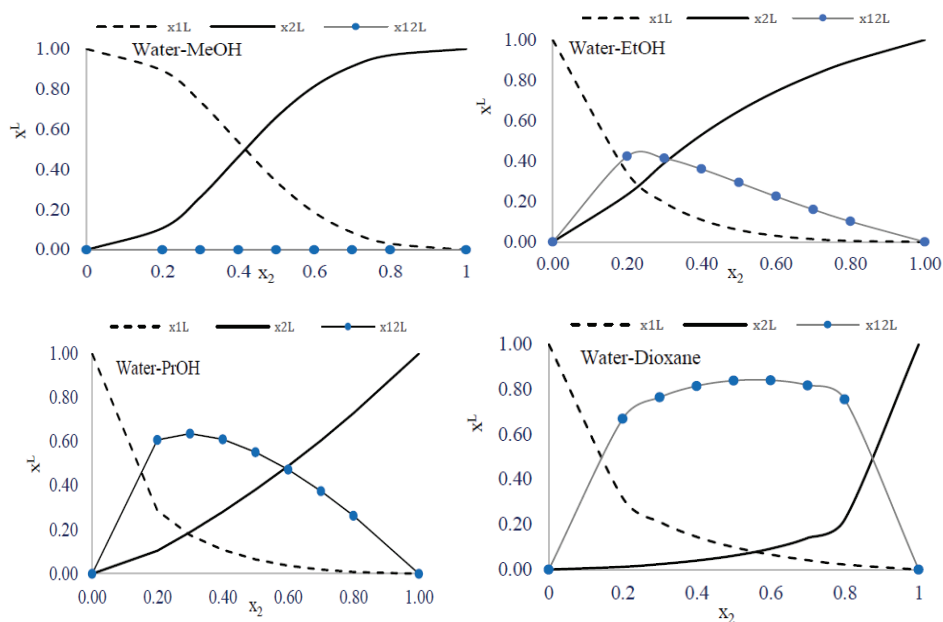 x1L x2L x12L
Water-MeOH
1.00
0.80
0.60
0.40
0.20
0.00
x^L
0 0.2 0.4 0.6 0.8 1
x₂
x1L x2L x12L
Water-EtOH
1.00
0.80
0.60
0.40
0.20
0.00
x^L
0.00 0.20 0.40 0.60 0.80 1.00
x₂
x1L x2L x12L
Water-PrOH
1.00
0.80
0.60
0.40
0.20
0.00
x^L
0.00 0.20 0.40 0.60 0.80 1.00
x₂
x1L x2L x12L
Water-Dioxane
1.00
0.80
0.60
0.40
0.20
0.00
x^L
0 0.2 0.4 0.6 0.8 1
x₂